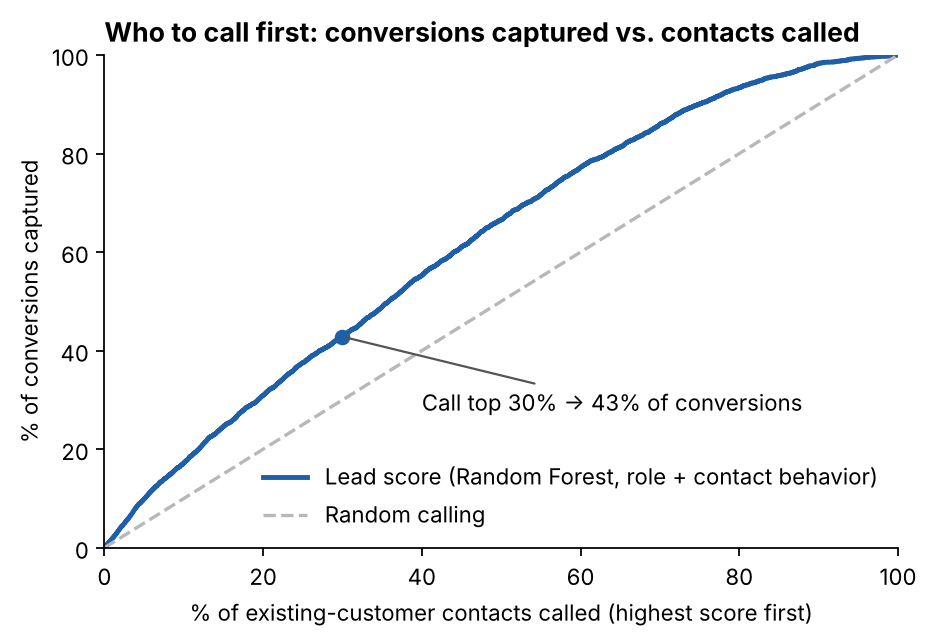 Who to call first: conversions captured vs. contacts called
100
80
60
40
20
0
% of conversions captured
Call top 30% → 43% of conversions
Lead score (Random Forest, role + contact behavior)
Random calling
0 20 40 60 80 100
% of existing-customer contacts called (highest score first)